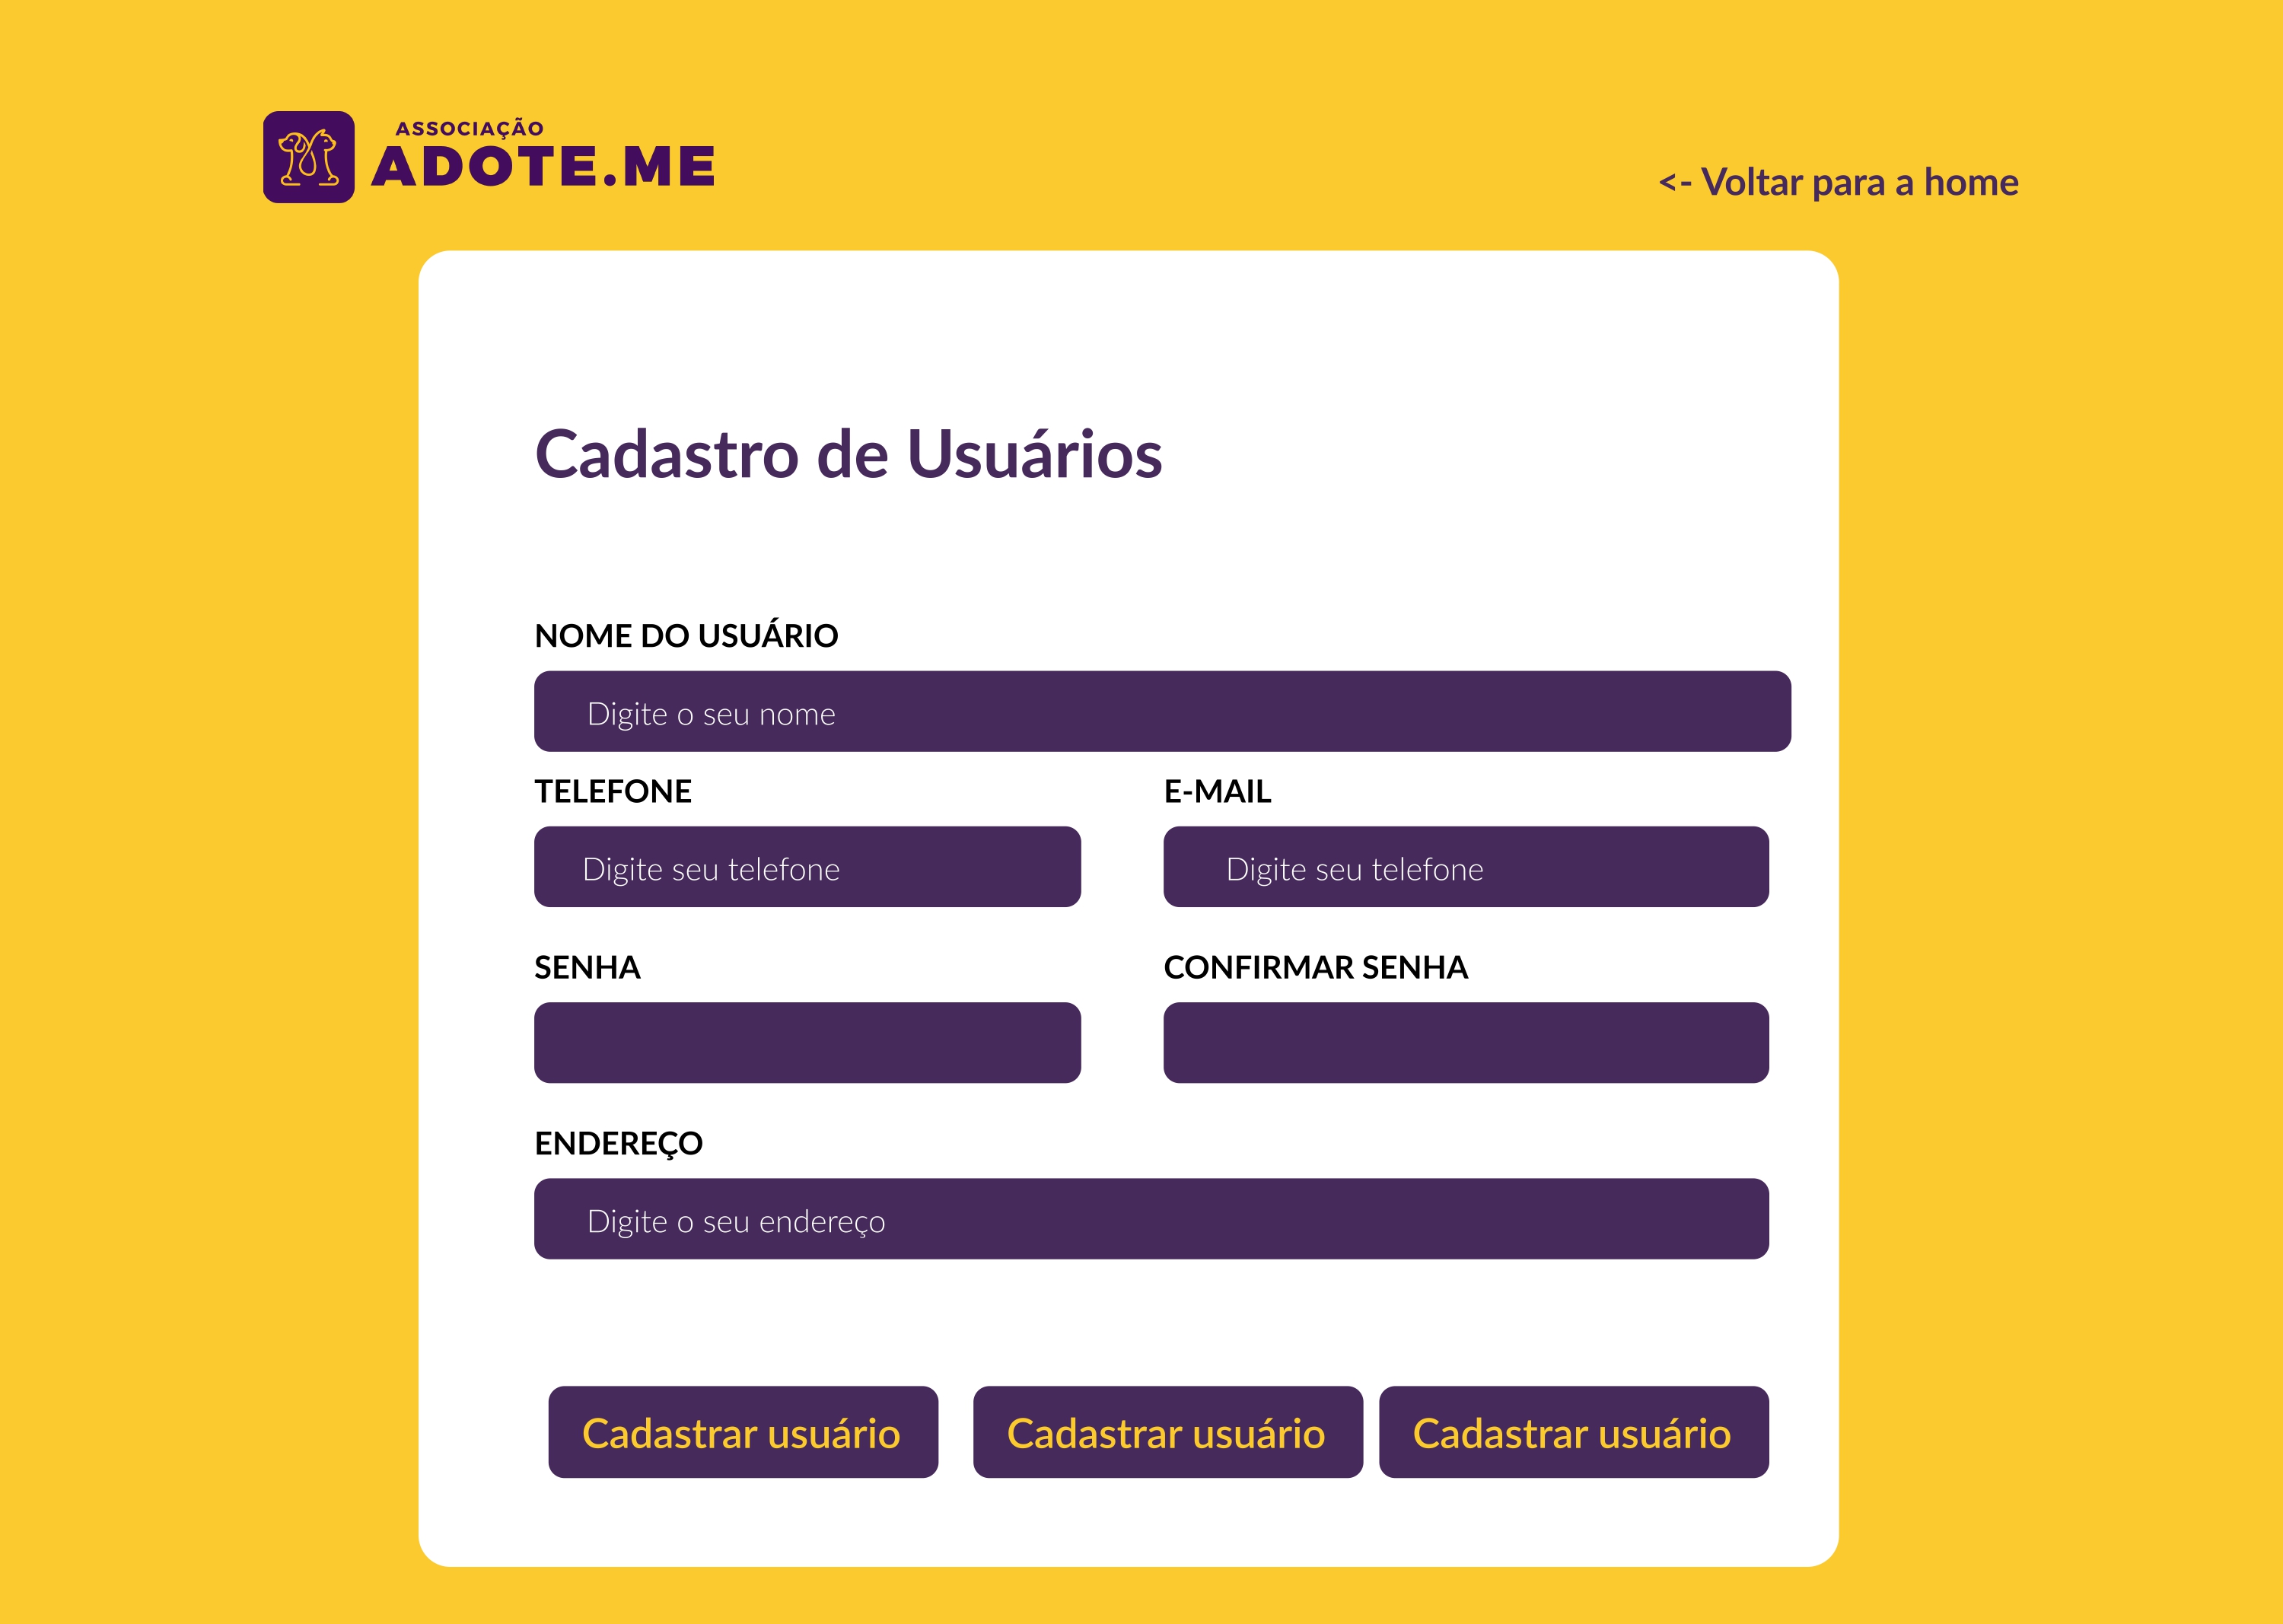 ASSOCIAÇÃO
ADOTE.ME
<- Voltar para a home
Cadastro de Usuários
NOME DO USUÁRIO
Digite o seu nome
TELEFONE
E-MAIL
Digite seu telefone
Digite seu telefone
SENHA
CONFIRMAR SENHA
ENDEREÇO
Digite o seu endereço
Cadastrar usuário
Cadastrar usuário
Cadastrar usuário